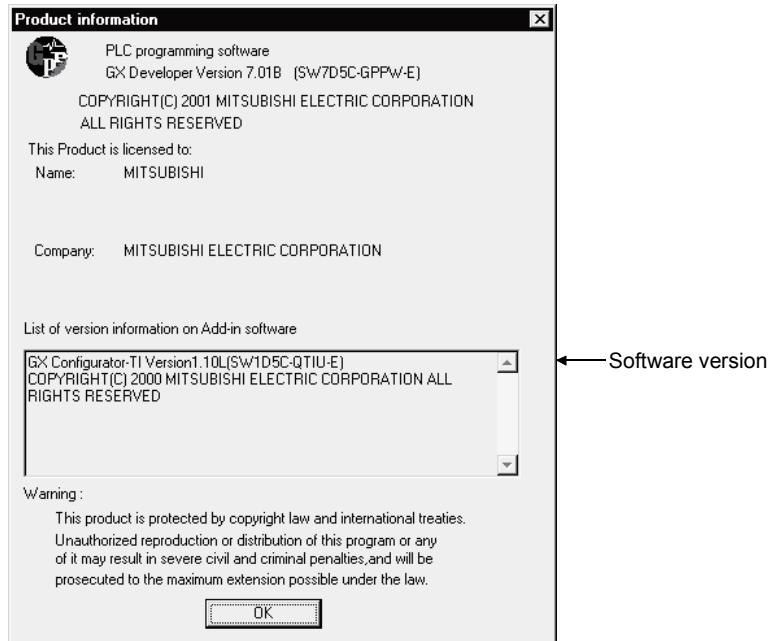 Product information
PLC programming software
GX Developer Version 7.01B (SW7D5C-GPPW-E)
COPYRIGHT(C) 2001 MITSUBISHI ELECTRIC CORPORATION
ALL RIGHTS RESERVED
This Product is licensed to:
Name: MITSUBISHI
Company: MITSUBISHI ELECTRIC CORPORATION
List of version information on Add-in software
GX Configurator-TI Version1.10L(SW1D5C-QTIU-E)
COPYRIGHT(C) 2000 MITSUBISHI ELECTRIC CORPORATION ALL
RIGHTS RESERVED
Software version
Warning :
This product is protected by copyright law and international treaties.
Unauthorized reproduction or distribution of this program or any
of it may result in severe civil and criminal penalties,and will be
prosecuted to the maximum extension possible under the law.
OK